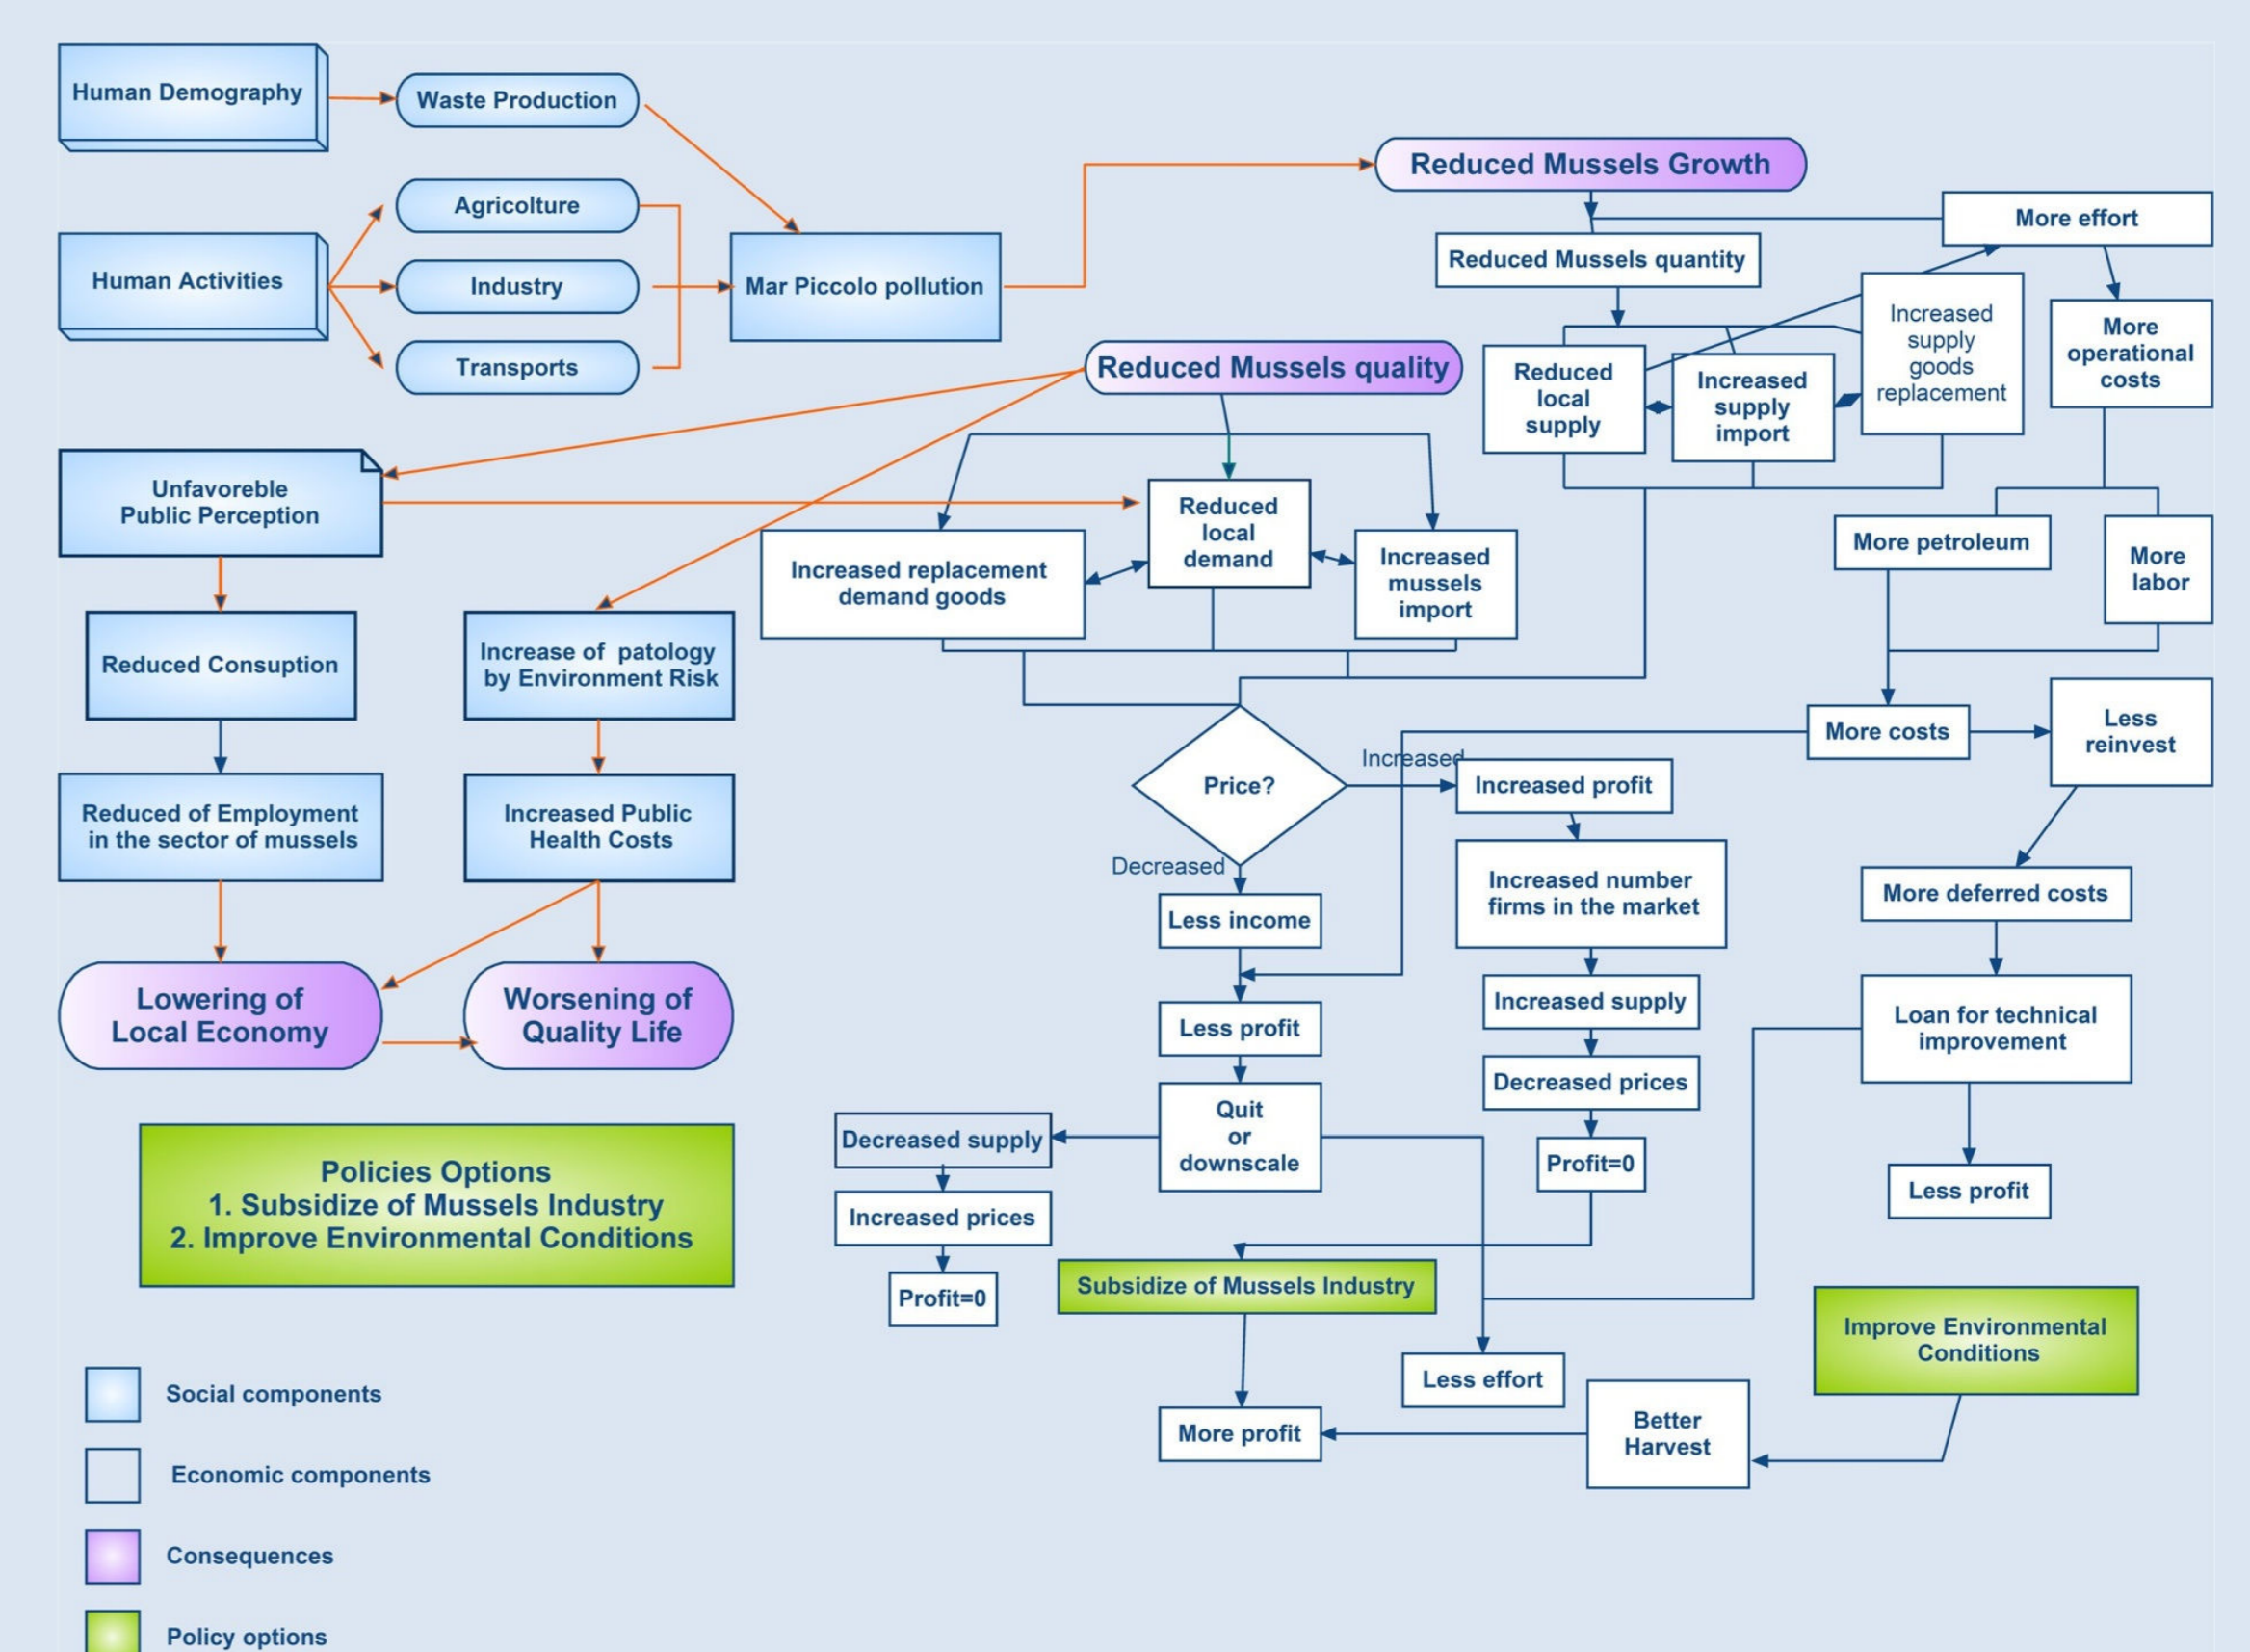 Human Demography
Waste Production
Reduced Mussels Growth
Agricolture
More effort
Human Activities
Industry
Mar Piccolo pollution
Reduced Mussels quantity
Transports
Reduced Mussels quality
Reduced
local
supply
Increased
supply
import
Increased
supply
goods
replacement
More
operational
costs
Unfavoreble
Public Perception
Reduced
local
demand
Increased replacement
demand goods
Increased
mussels
import
More petroleum
More
labor
Reduced Consuption
Increase of patology
by Environment Risk
More costs
Less
reinvest
Price?
Increased
Increased profit
Reduced of Employment
in the sector of mussels
Increased Public
Health Costs
Decreased
Less income
Increased number
firms in the market
More deferred costs
Lowering of
Local Economy
Worsening of
Quality Life
Less profit
Increased supply
Loan for technical
improvement
Decreased prices
Quit
or
downscale
Decreased supply
Profit=0
Less profit
Policies Options
1. Subsidize of Mussels Industry
2. Improve Environmental Conditions
Increased prices
Profit=0
Subsidize of Mussels Industry
Improve Environmental
Conditions
Less effort
More profit
Better
Harvest
Social components
Economic components
Consequences
Policy options